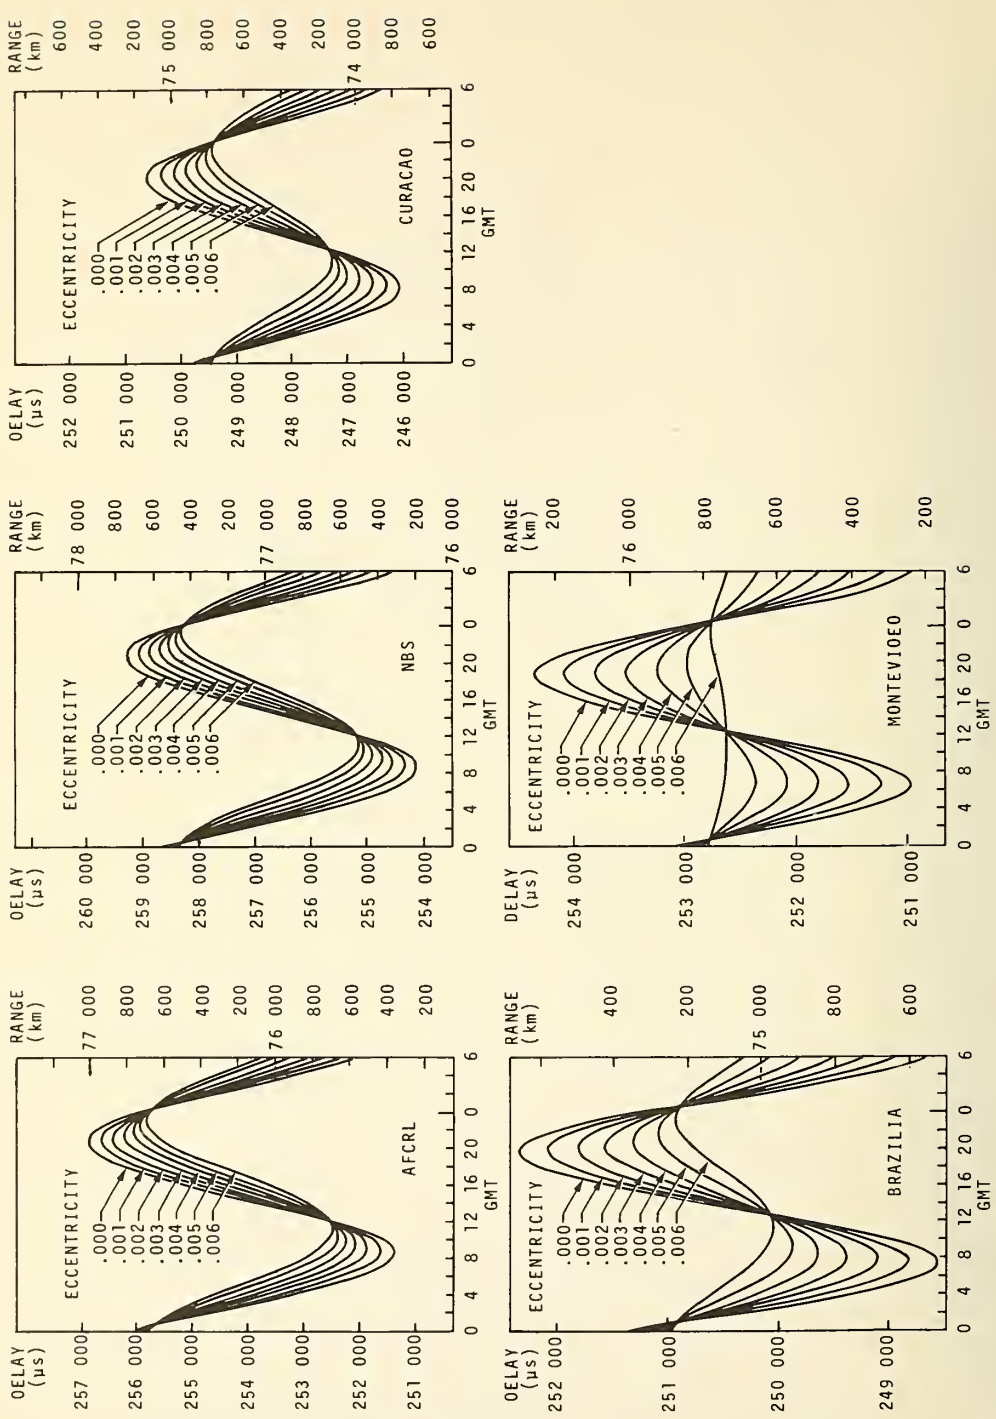 OELAY
(µs)
257 000
256 000
255 000
254 000
253 000
252 000
251 000
ECCENTRICITY
.000
.001
.002
.003
.004
.005
.006
AFCRL
0 4 8 12 16 20 0 6
GMT
RANGE
(km)
77 000
800
600
400
200
76 000
800
600
400
200
OELAY
(µs)
260 000
259 000
258 000
257 000
256 000
255 000
254 000
ECCENTRICITY
.000
.001
.002
.003
.004
.005
.006
NBS
0 4 8 12 16 20 0 6
GMT
RANGE
(km)
78 000
800
600
400
200
77 000
800
600
400
200
76 000
OELAY
(µs)
252 000
251 000
250 000
249 000
248 000
247 000
246 000
ECCENTRICITY
.000
.001
.002
.003
.004
.005
.006
CURACAO
0 4 8 12 16 20 0 6
GMT
RANGE
(km)
600
400
200
75 000
800
600
400
200
74 000
800
600
OELAY
(µs)
252 000
251 000
250 000
249 000
ECCENTRICITY
.000
.001
.002
.003
.004
.005
.006
BRAZILIA
0 4 8 12 16 20 0 6
GMT
RANGE
(km)
400
200
75 000
800
600
DELAY
(µs)
254 000
253 000
252 000
251 000
ECCENTRICITY
.000
.001
.002
.003
.004
.005
.006
MONTEVIOEO
0 4 8 12 16 20 0 6
GMT
RANGE
(km)
200
76 000
800
600
400
200